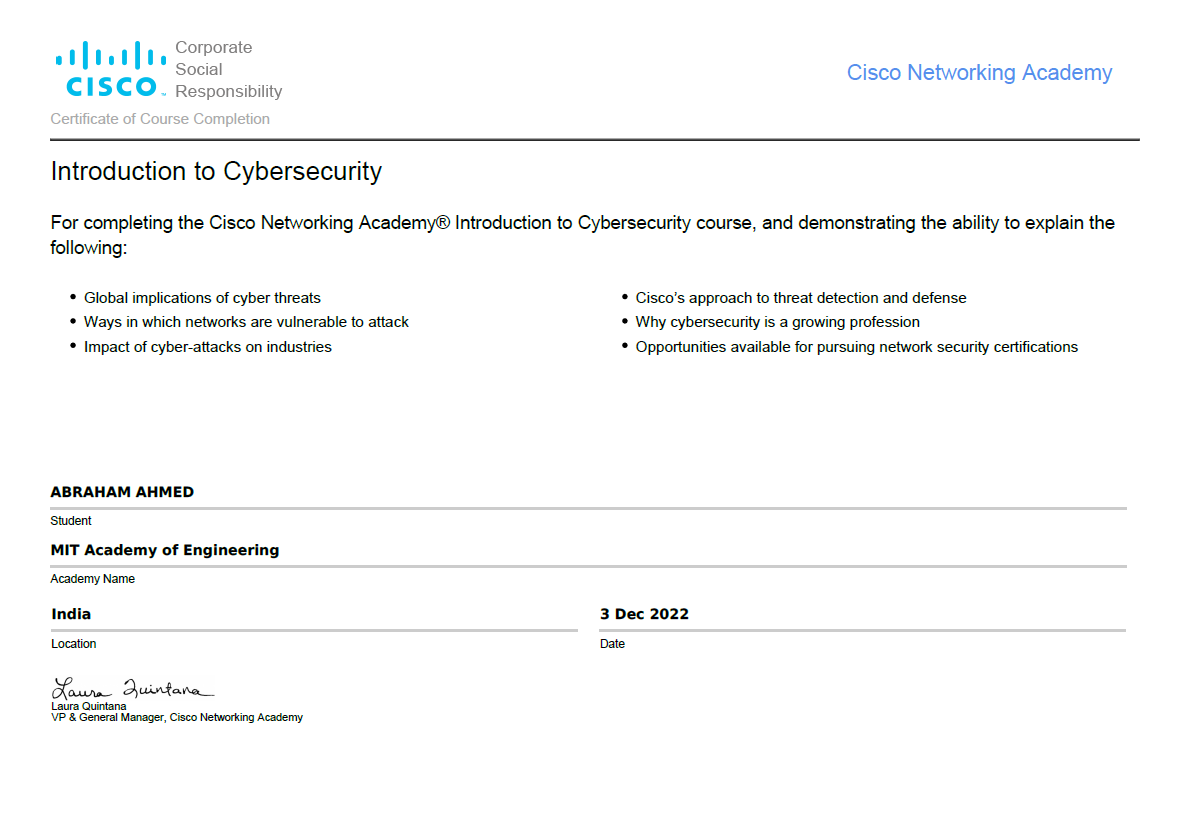 Corporate
Social
CISCO Responsibility
Cisco Networking Academy
Certificate of Course Completion
Introduction to Cybersecurity
For completing the Cisco Networking Academy® Introduction to Cybersecurity course, and demonstrating the ability to explain the
following:
• Global implications of cyber threats
• Ways in which networks are vulnerable to attack
• Impact of cyber-attacks on industries
• Cisco’s approach to threat detection and defense
• Why cybersecurity is a growing profession
• Opportunities available for pursuing network security certifications
ABRAHAM AHMED
Student
MIT Academy of Engineering
Academy Name
India
Location
3 Dec 2022
Date
Laura Quintana
Laura Quintana
VP & General Manager, Cisco Networking Academy